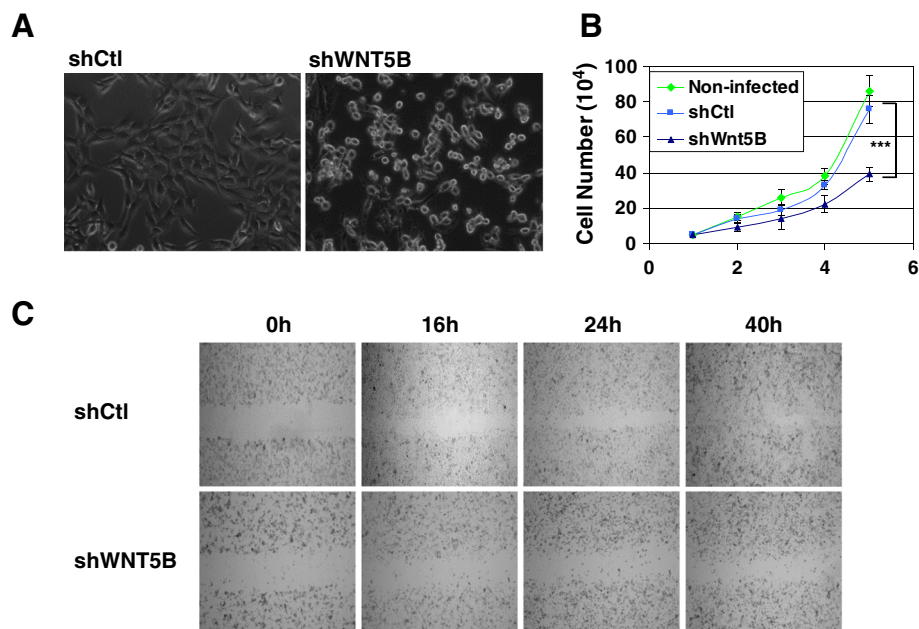 A
shCtl
shWNT5B
B
Cell Number (10⁴)
100
80
60
40
20
0
0
2
4
6
Non-infected
shCtl
shWnt5B
***
C
0h
16h
24h
40h
shCtl
shWNT5B